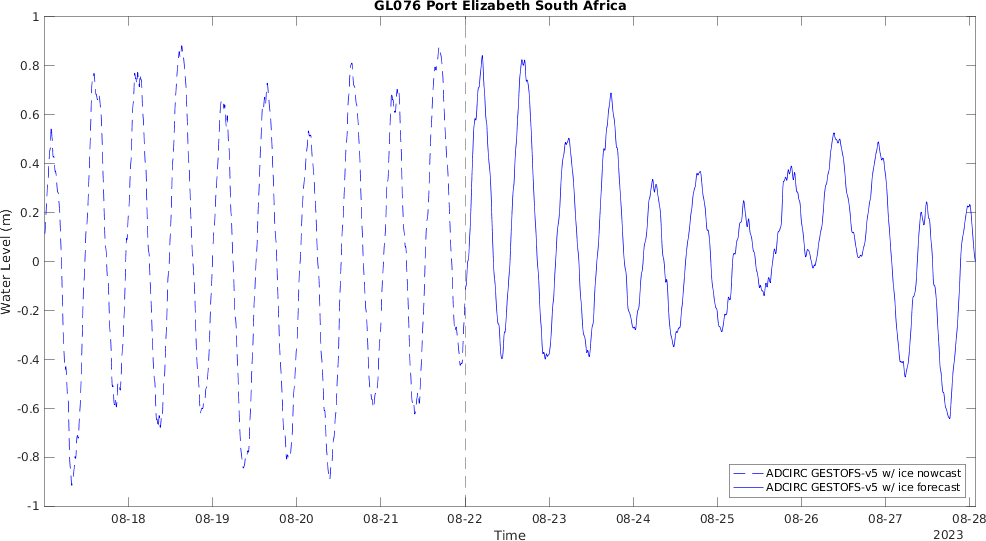 GL076 Port Elizabeth South Africa
1
0.8
0.6
0.4
0.2
0
-0.2
-0.4
-0.6
-0.8
-1
Water Level (m)
ADCIRC GESTOFS-v5 w/ ice nowcast
ADCIRC GESTOFS-v5 w/ ice forecast
08-18 08-19 08-20 08-21 08-22 08-23 08-24 08-25 08-26 08-27 08-28
Time
2023